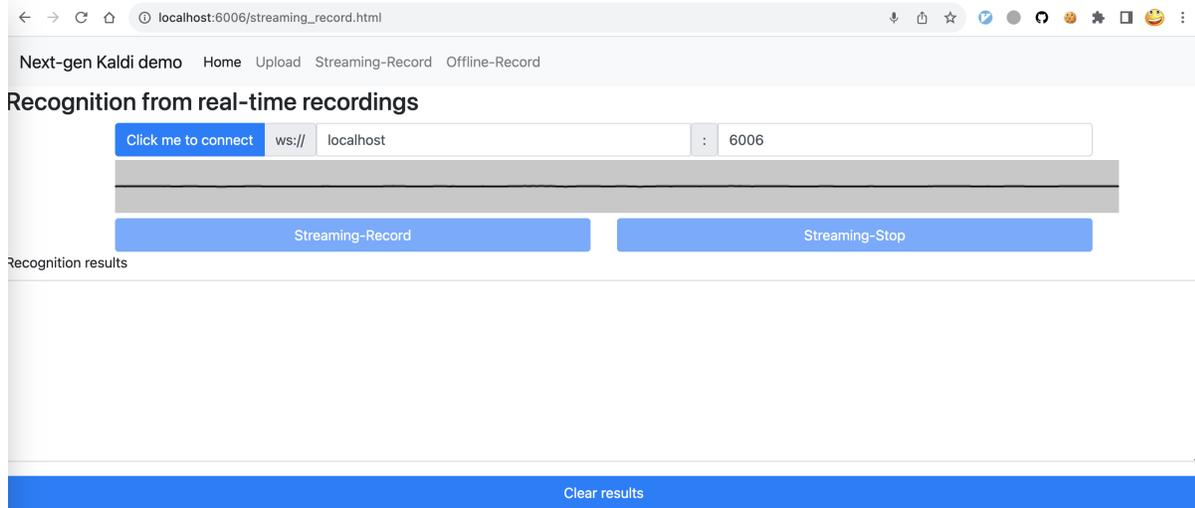 localhost:6006/streaming_record.html
Next-gen Kaldi demo Home Upload Streaming-Record Offline-Record
Recognition from real-time recordings
Click me to connect ws:// localhost : 6006
Streaming-Record Streaming-Stop
Recognition results
Clear results